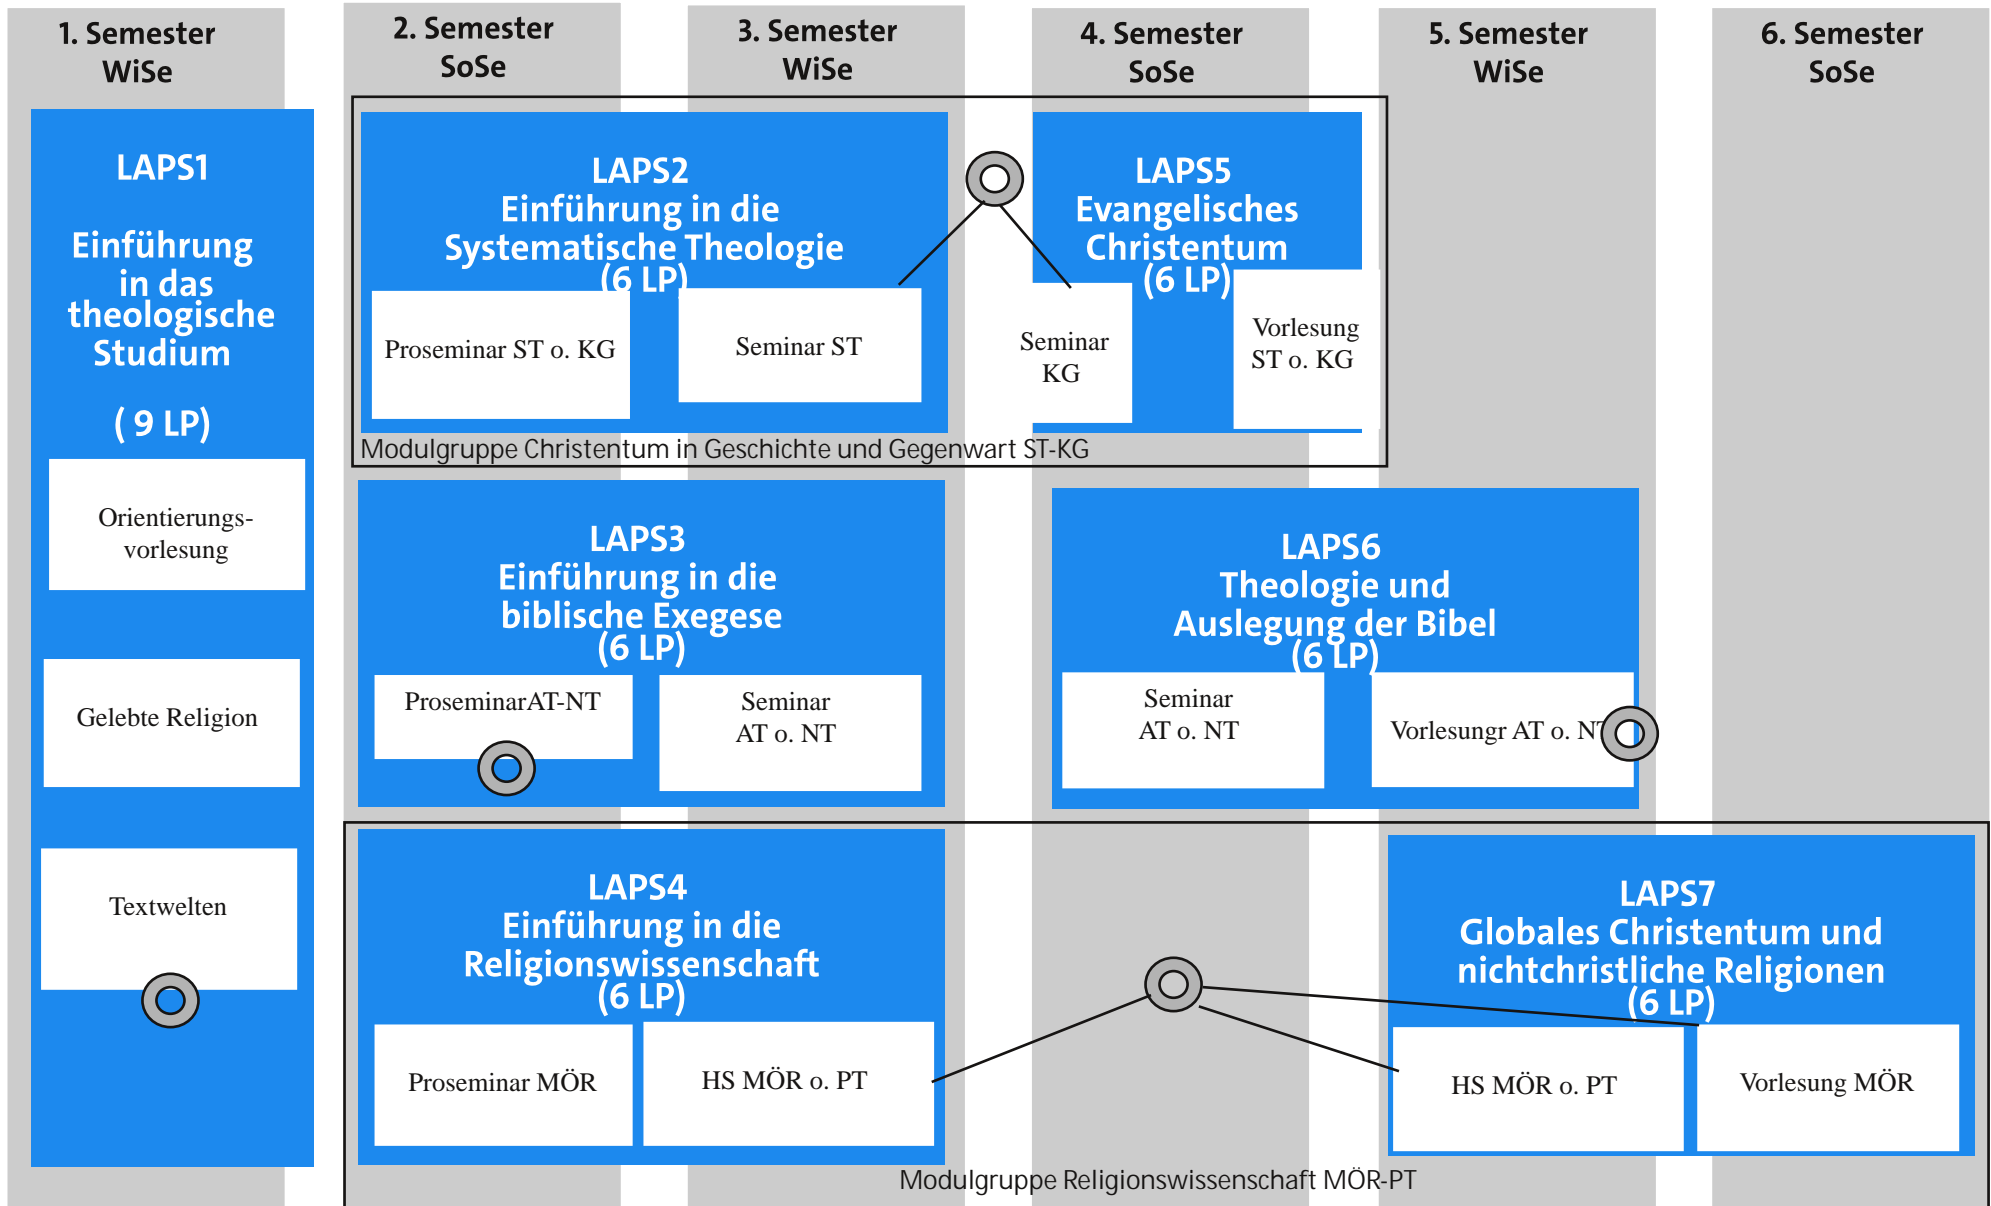 1. Semester
WiSe
2. Semester
SoSe
3. Semester
WiSe
4. Semester
SoSe
5. Semester
WiSe
6. Semester
SoSe
LAPS1
Einführung
in das
theologische
Studium
( 9 LP)
Orientierungs-
vorlesung
Gelebte Religion
Textwelten
LAPS2
Einführung in die
Systematische Theologie
(6 LP)
Proseminar ST o. KG
Seminar ST
LAPS5
Evangelisches
Christentum
(6 LP)
Seminar
KG
Vorlesung
ST o. KG
Modulgruppe Christentum in Geschichte und Gegenwart ST-KG
LAPS3
Einführung in die
biblische Exegese
(6 LP)
ProseminarAT-NT
Seminar
AT o. NT
LAPS6
Theologie und
Auslegung der Bibel
(6 LP)
Seminar
AT o. NT
Vorlesungr AT o. NT
LAPS4
Einführung in die
Religionswissenschaft
(6 LP)
Proseminar MÖR
HS MÖR o. PT
LAPS7
Globales Christentum und
nichtchristliche Religionen
(6 LP)
HS MÖR o. PT
Vorlesung MÖR
Modulgruppe Religionswissenschaft MÖR-PT